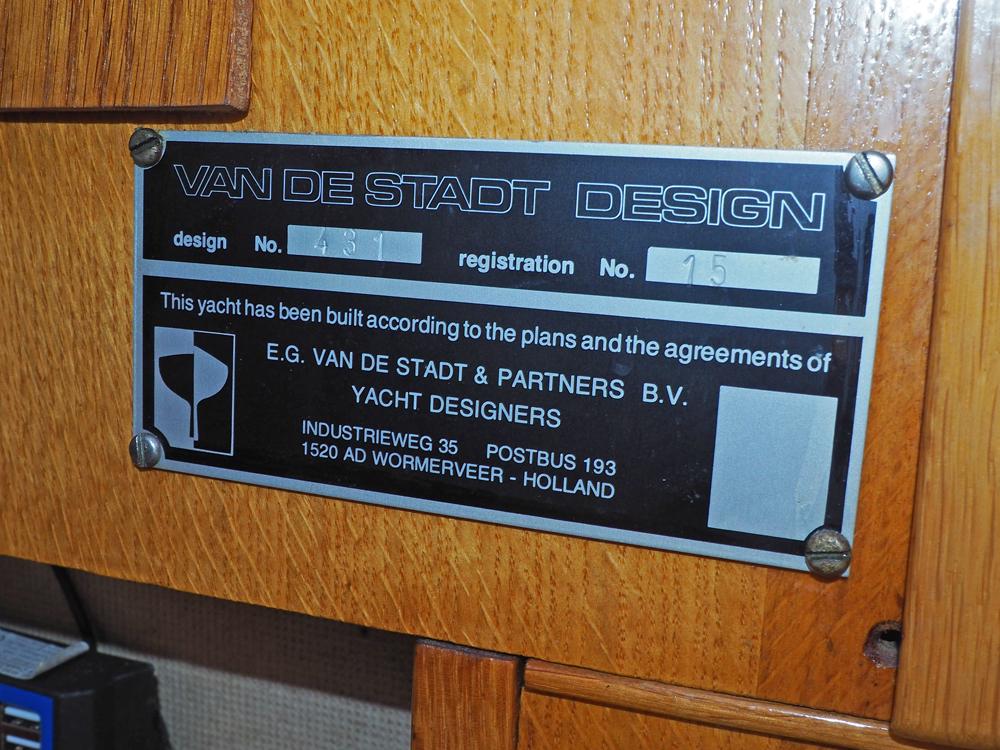 VAN DE STADT DESIGN
design No. 431 registration No. 15
This yacht has been built according to the plans and the agreements of
E.G. VAN DE STADT & PARTNERS B.V.
YACHT DESIGNERS
INDUSTRIEWEG 35 POSTBUS 193
1520 AD WORMERVEER - HOLLAND